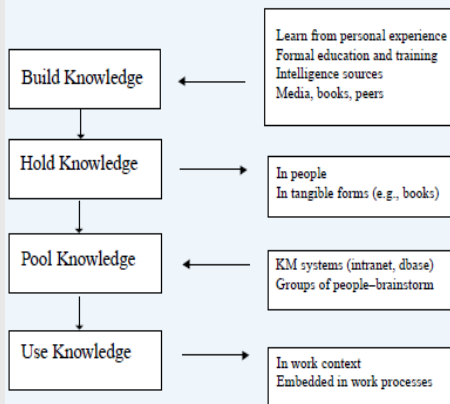 Build Knowledge
Learn from personal experience
Formal education and training
Intelligence sources
Media, books, peers
Hold Knowledge
In people
In tangible forms (e.g., books)
Pool Knowledge
KM systems (intranet, dbase)
Groups of people–brainstorm
Use Knowledge
In work context
Embedded in work processes